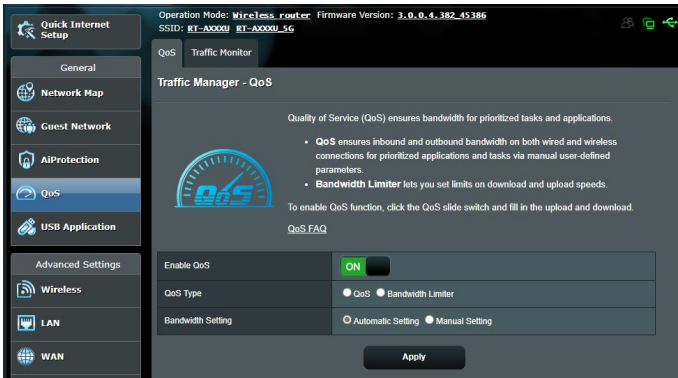 Quick Internet
Setup
General
Network Map
Guest Network
AiProtection
QoS
USB Application
Advanced Settings
Wireless
LAN
WAN
Operation Mode: Wireless router Firmware Version: 3.0.0.4.382_45386
SSID: RT-AXXXU RT-AXXXU_5G
QoS Traffic Monitor
Traffic Manager - QoS
QoS
Quality of Service (QoS) ensures bandwidth for prioritized tasks and applications.
• QoS ensures inbound and outbound bandwidth on both wired and wireless
connections for prioritized applications and tasks via manual user-defined
parameters.
• Bandwidth Limiter lets you set limits on download and upload speeds.
To enable QoS function, click the QoS slide switch and fill in the upload and download.
QoS FAQ
Enable QoS ON
QoS Type QoS Bandwidth Limiter
Bandwidth Setting Automatic Setting Manual Setting
Apply